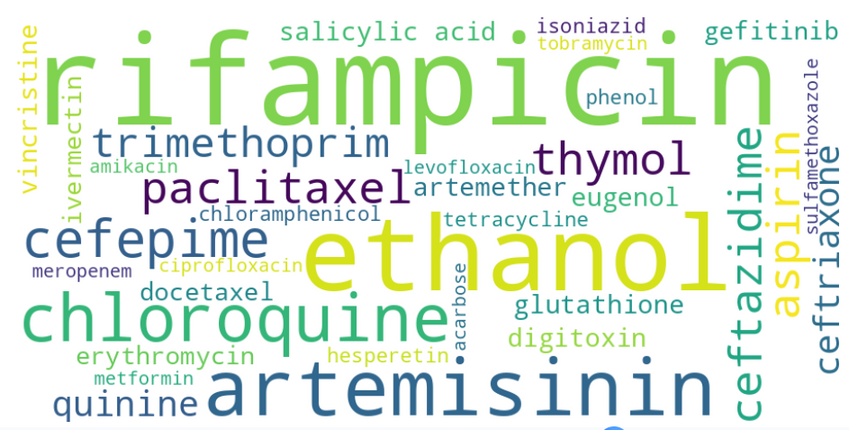 salicylic acid
isoniazid
tobramycin
gefitinib
rifampicin
vincristine
ivermectin
phenol
sulfamethoxazole
trimethoprim
amikacin
levofloxacin
thymol
paclitaxel
artemether
eugenol
chloramphenicol
tetracycline
cefepime
ethanol
meropenem
ciprofloxacin
ceftazidime
aspirin
ceftriaxone
docetaxel
acarbose
glutathione
chloroquine
digitoxin
erythromycin
hesperetin
metformin
quinine
artemisinin